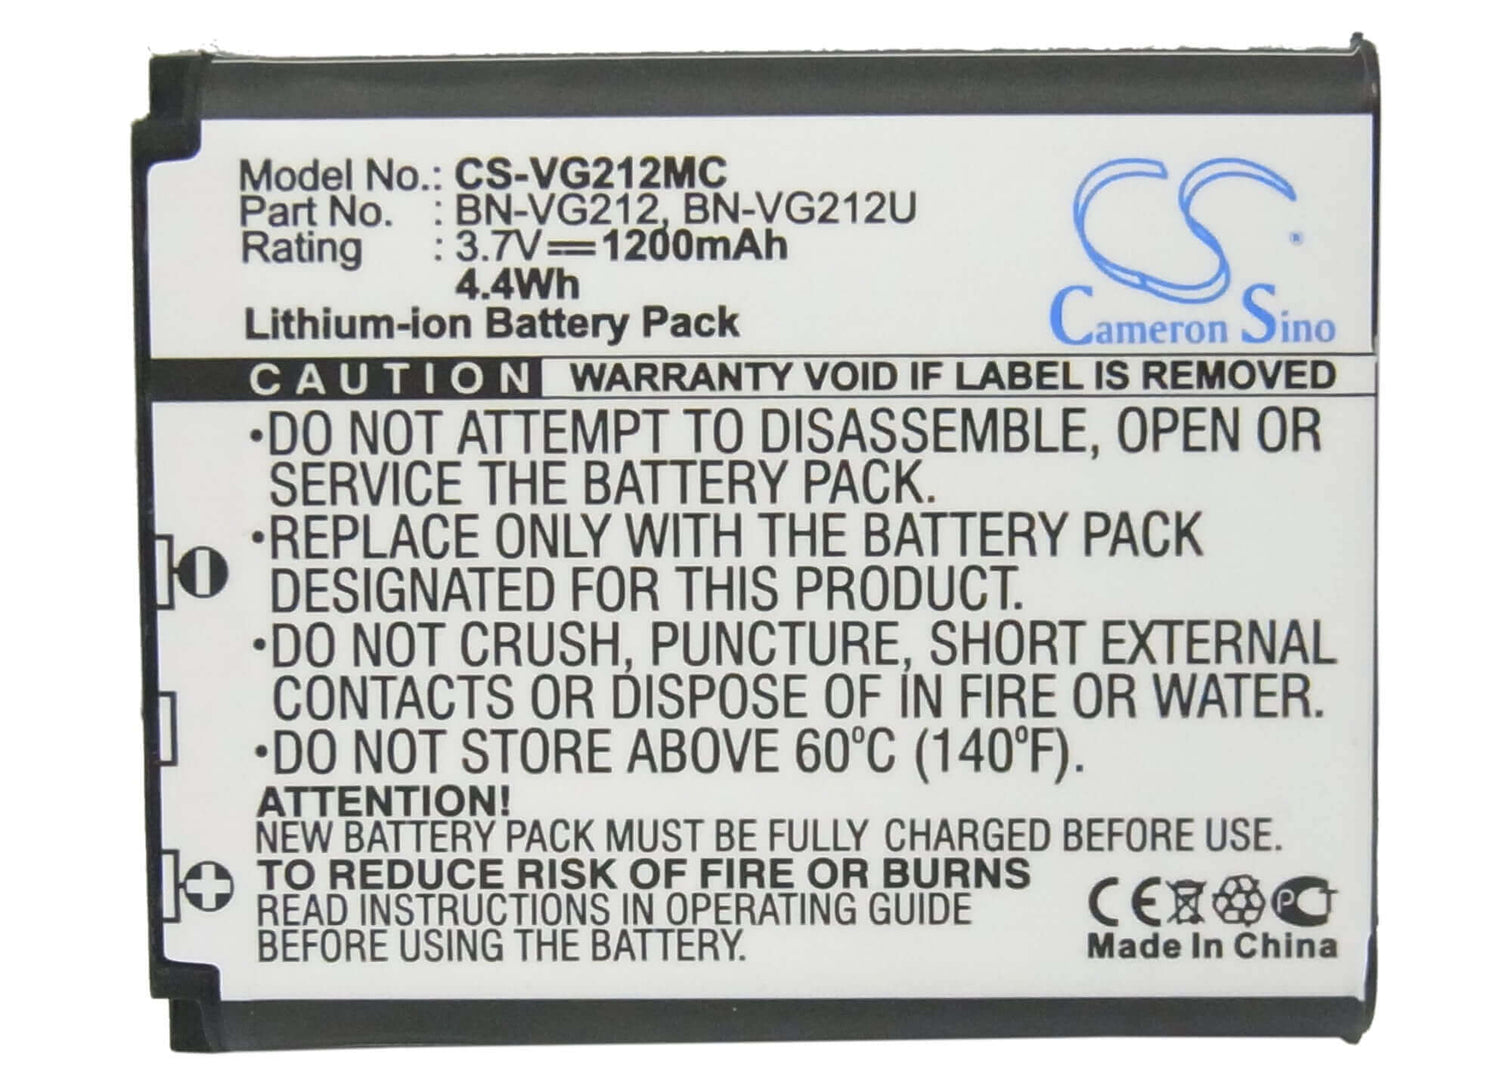 Model No.: CS-VG212MC
Part No. : BN-VG212, BN-VG212U
Rating : 3.7V⎓1200mAh
4.4Wh
Lithium-ion Battery Pack
CS®
Cameron Sino
CAUTION WARRANTY VOID IF LABEL IS REMOVED
•DO NOT ATTEMPT TO DISASSEMBLE, OPEN OR
SERVICE THE BATTERY PACK.
•REPLACE ONLY WITH THE BATTERY PACK
DESIGNATED FOR THIS PRODUCT.
•DO NOT CRUSH, PUNCTURE, SHORT EXTERNAL
CONTACTS OR DISPOSE OF IN FIRE OR WATER.
•DO NOT STORE ABOVE 60°C (140°F).
ATTENTION!
NEW BATTERY PACK MUST BE FULLY CHARGED BEFORE USE.
TO REDUCE RISK OF FIRE OR BURNS
READ INSTRUCTIONS IN OPERATING GUIDE
BEFORE USING THE BATTERY.
CE PCT
Made In China